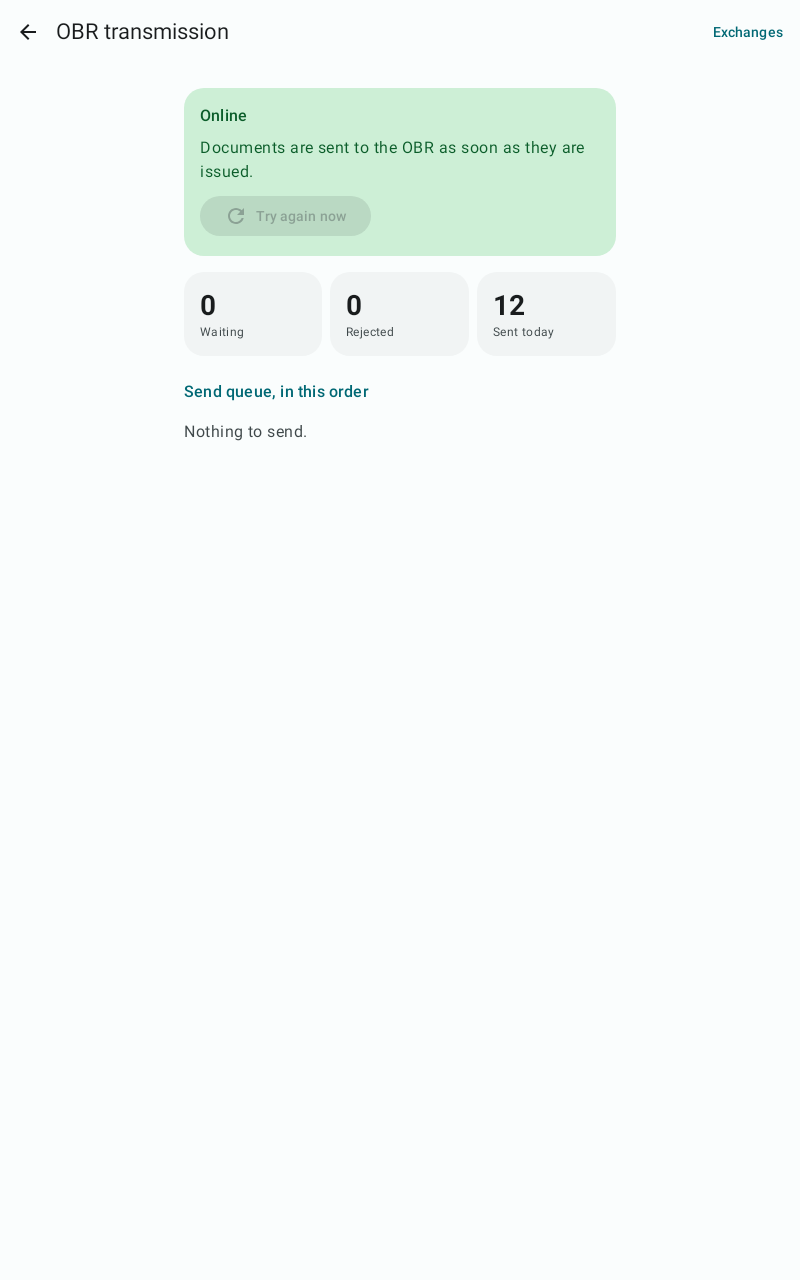 OBR transmission
Exchanges
Online
Documents are sent to the OBR as soon as they are
issued.
Try again now
0
Waiting
0
Rejected
12
Sent today
Send queue, in this order
Nothing to send.